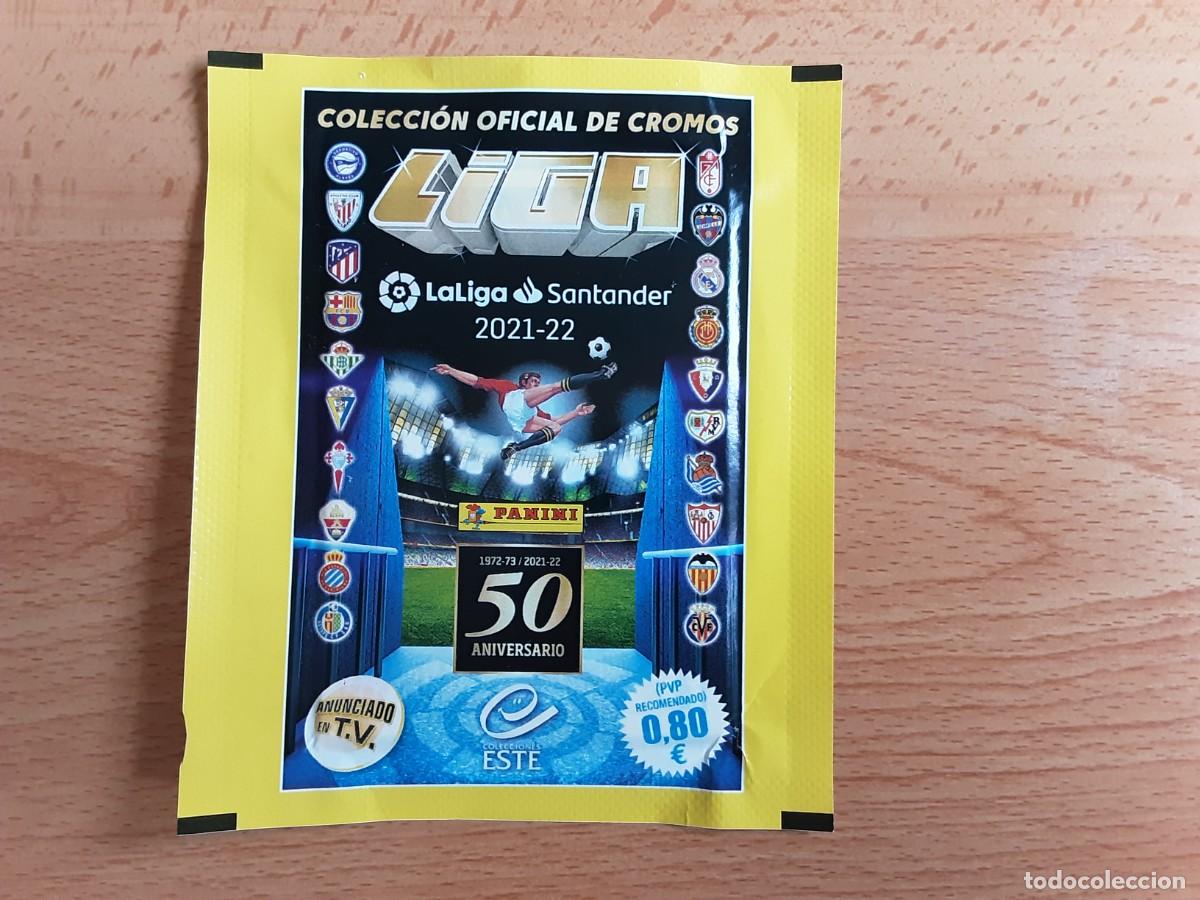 COLECCIÓN OFICIAL DE CROMOS
LiGA
LaLiga Santander
2021-22
PANINI
1972-73 / 2021-22
50
ANIVERSARIO
ANUNCIADO
EN T.V.
COLECCIONES
ESTE
(PVP
RECOMENDADO)
0,80
€
todocoleccion